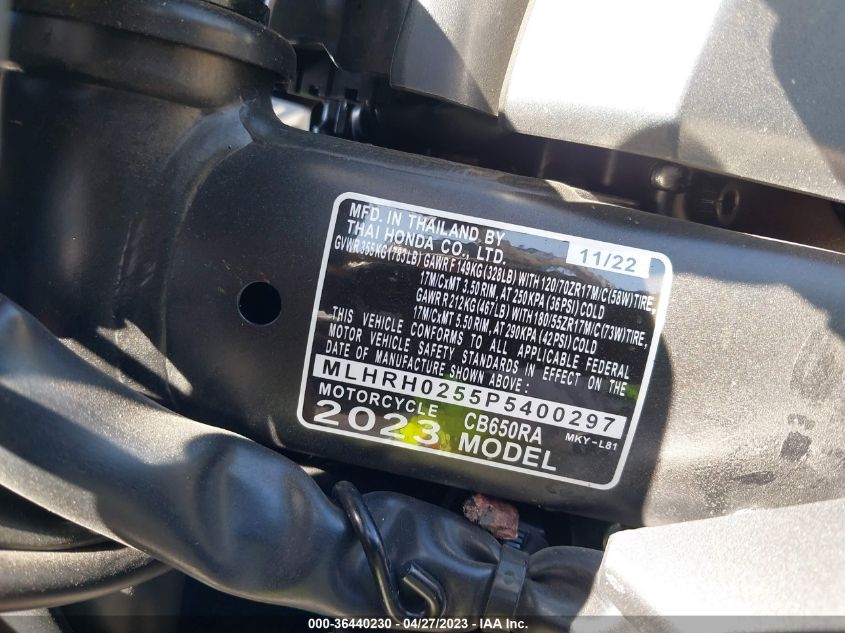 MFD. IN THAILAND BY
THAI HONDA CO., LTD. 11/22
GVWR 355KG(783LB) GAWR F 149KG(328LB) WITH 120/70ZR17M/C(58W)TIRE,
17M/CxMT 3.50 RIM, AT 250KPA (36PSI) COLD
GAWR R 212KG(467LB) WITH 180/55ZR17M/C(73W)TIRE,
17M/CxMT 5.50 RIM, AT 290KPA (42PSI) COLD
THIS VEHICLE CONFORMS TO ALL APPLICABLE FEDERAL
MOTOR VEHICLE SAFETY STANDARDS IN EFFECT ON THE
DATE OF MANUFACTURE SHOWN ABOVE:
MLHRH0255P5400297
MOTORCYCLE CB650RA MKY-L81
2023 MODEL
000-36440230 - 04/27/2023 - IAA Inc.